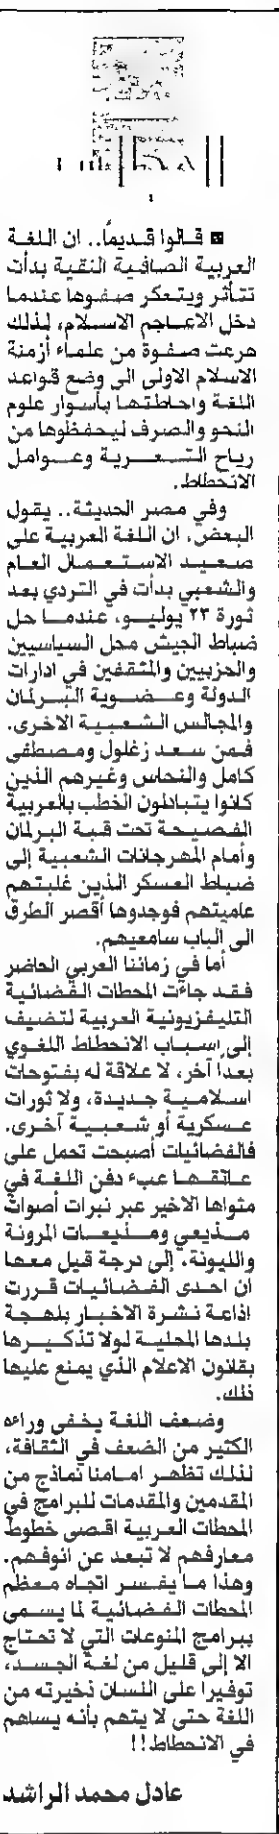 قالوا قديماً.. ان اللغة
العربية الصافية النقية بدأت
تتأثر ويتعكر صفوها عندما
دخل الاعاجم الاسلام، لذلك
هرعت صفوة من علماء أزمنة
الاسلام الاولى الى وضع قواعد
اللغة واحاطتها بأسوار علوم
النحو والصرف ليحفظوها من
رياح التعرية وعوامل
الانحطاط.
وفي مصر الحديثة.. يقول
البعض، ان اللغة العربية على
صعيد الاستعمال العام
والشعبي بدأت في التردي بعد
ثورة ٢٣ يوليو، عندما حل
ضباط الجيش محل السياسيين
والحزبيين والمثقفين في ادارات
الدولة وعضوية البرلمان
والمجالس الشعبية الاخرى.
فمن سعد زغلول ومصطفى
كامل والنحاس وغيرهم الذين
كانوا يتبادلون الخطب بالعربية
الفصيحة تحت قبة البرلمان
وأمام المهرجانات الشعبية إلى
ضباط العسكر الذين غلبتهم
عاميتهم فوجدوها أقصر الطرق
الى الباب سامعيهم.
أما في زماننا العربي الحاضر
فقد جاءت المحطات الفضائية
التليفزيونية العربية لتضيف
إلى اسباب الانحطاط اللغوي
بعداً آخر، لا علاقة له بفتوحات
اسلامية جديدة، ولا ثورات
عسكرية أو شعبية آخرى.
فالفضائيات أصبحت تحمل على
عاتقها عبء دفن اللغة في
مثواها الاخير عبر نبرات أصوات
مذيعي ومذيعات المرونة
والليونة، إلى درجة قيل معها
ان احدى الفضائيات قررت
إذاعة نشرة الاخبار بلهجة
بلدها المحلية لولا تذكيرها
بقانون الاعلام الذي يمنع عليها
ذلك.
وضعف اللغة يخفى وراءه
الكثير من الضعف في الثقافة،
لذلك تظهر امامنا نماذج من
المقدمين والمقدمات للبرامج في
المحطات العربية اقصى خطوط
معارفهم لا تبعد عن انوفهم.
وهذا ما يفسر اتجاه معظم
المحطات الفضائية لما يسمى
ببرامج المنوعات التي لا تحتاج
الا إلى قليل من لغة الجسد،
توفيرا على اللسان ذخيرته من
اللغة حتى لا يتهم بأنه يساهم
في الانحطاط!!
عادل محمد الراشد